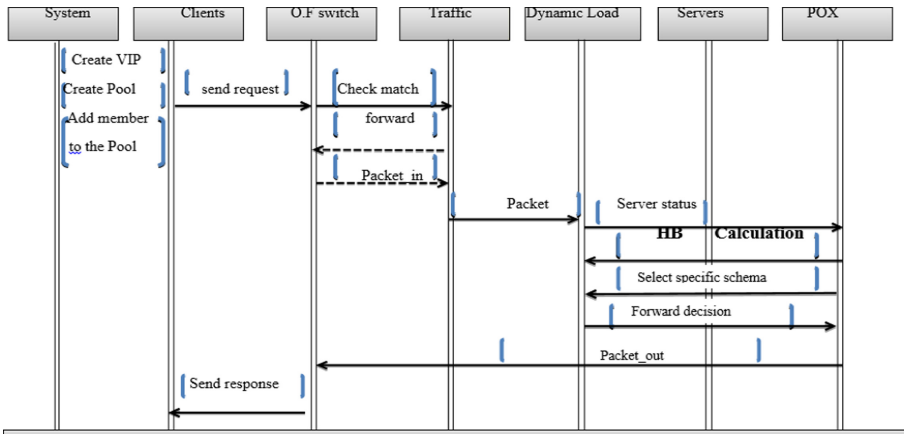 System Clients O.F switch Traffic Dynamic Load Servers POX
Create VIP
Create Pool send request Check match
Add member forward
to the Pool
Packet_in
Packet Server status
HB Calculation
Select specific schema
Forward decision
Packet_out
Send response